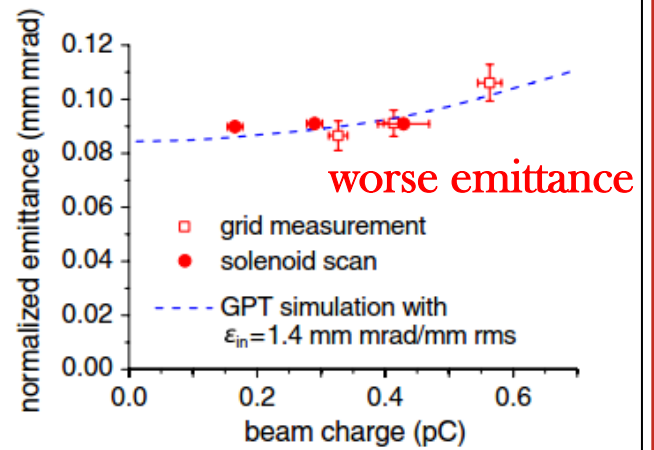 normalized emittance (mm mrad)
0.12
0.10
0.08
0.06
0.04
0.02
0.00
worse emittance
grid measurement
solenoid scan
GPT simulation with
εin=1.4 mm mrad/mm rms
0.0 0.2 0.4 0.6
beam charge (pC)